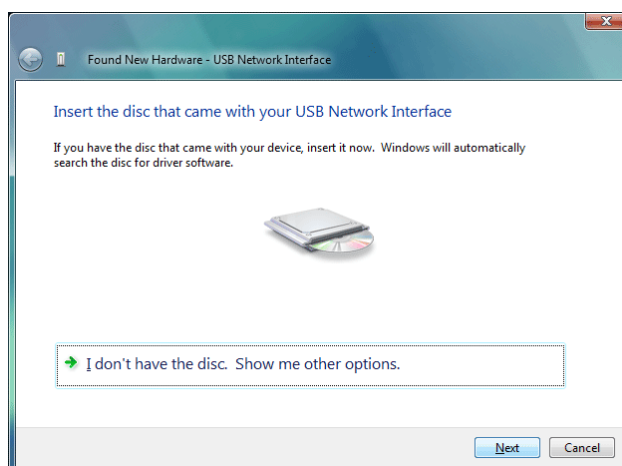 Found New Hardware - USB Network Interface
Insert the disc that came with your USB Network Interface
If you have the disc that came with your device, insert it now.  Windows will automatically
search the disc for driver software.
I don't have the disc.  Show me other options.
Next Cancel